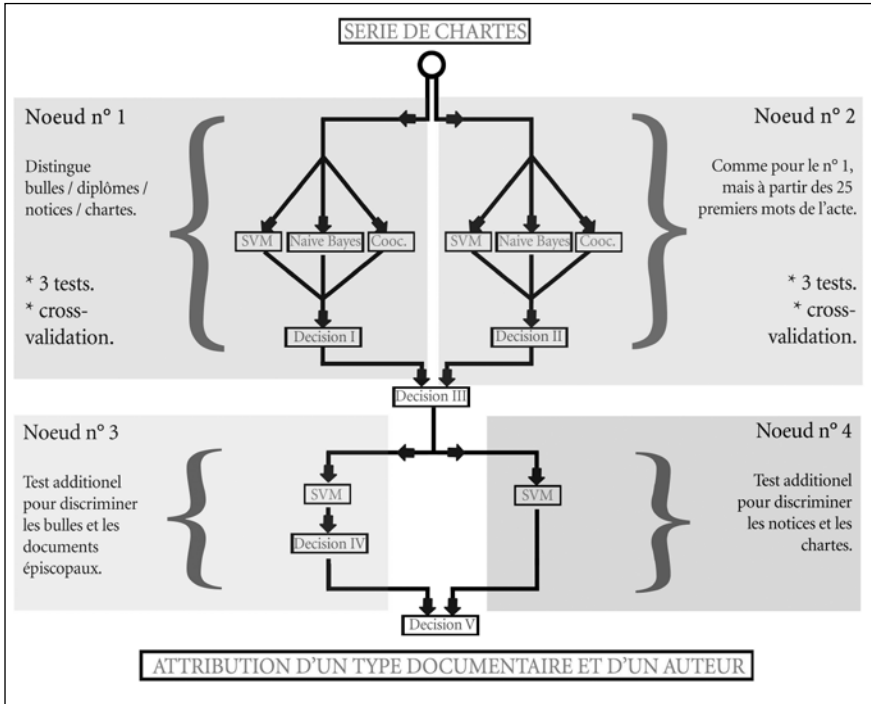 SERIE DE CHARTES
Noeud n° 1
Distingue
bulles / diplômes /
notices / chartes.
* 3 tests.
* cross-
validation.
SVM
Naive Bayes
Cooc.
Decision I
Noeud n° 2
Comme pour le n° 1,
mais à partir des 25
premiers mots de l'acte.
* 3 tests.
* cross-
validation.
SVM
Naive Bayes
Cooc.
Decision II
Decision III
Noeud n° 3
Test additionel
pour discriminer
les bulles et les
documents
épiscopaux.
SVM
Decision IV
Noeud n° 4
Test additionel
pour discriminer
les notices et les
chartes.
SVM
Decision V
ATTRIBUTION D'UN TYPE DOCUMENTAIRE ET D'UN AUTEUR